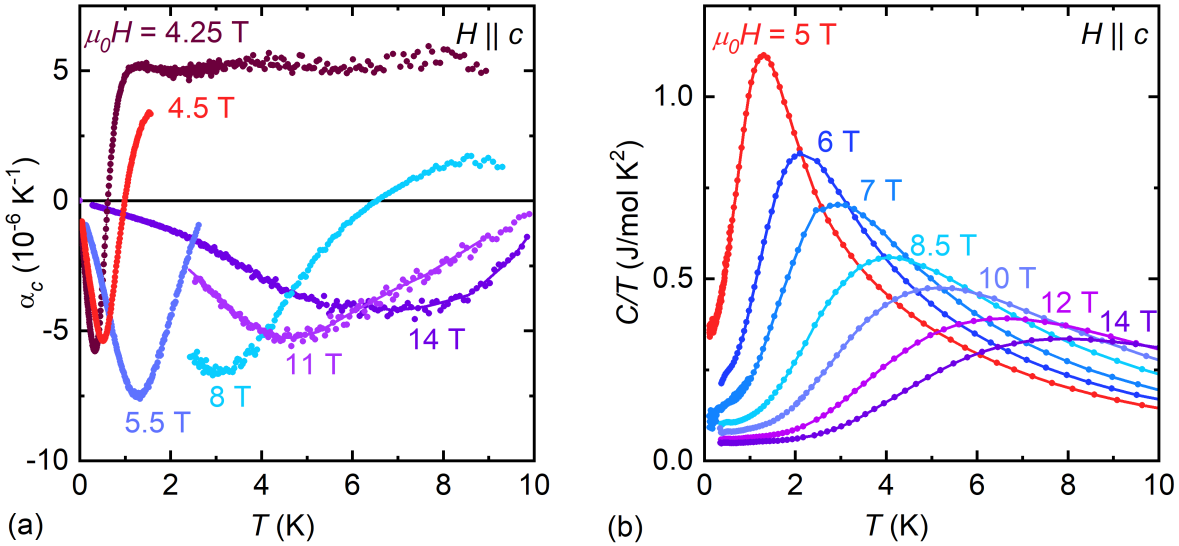 μ₀H = 4.25 T
H || c
4.5 T
14 T
11 T
8 T
5.5 T
5
0
-5
-10
α_c (10⁻⁶ K⁻¹)
0
2
4
6
8
10
T (K)
(a)
μ₀H = 5 T
H || c
6 T
7 T
8.5 T
10 T
12 T
14 T
1.0
0.5
0.0
C/T (J/mol K²)
0
2
4
6
8
10
T (K)
(b)